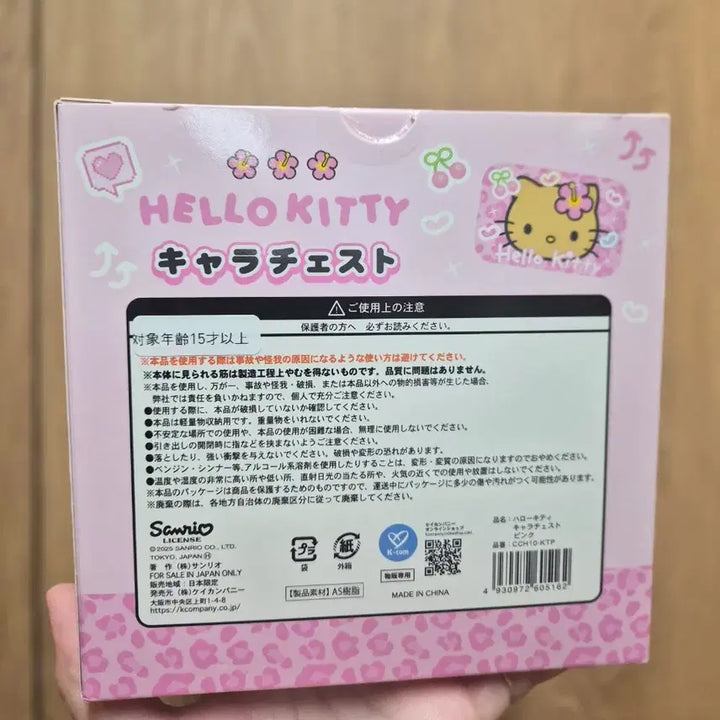 HELLO KITTY
キャラチェスト
Hello Kitty
ご使用上の注意
保護者の方へ 必ずお読みください。
対象年齢15才以上
※本品を使用する際は事故や怪我の原因になるような使い方は避けてください。
※本体に見られる筋は製造工程上やむを得ないものです。品質に問題はありません。
※本品を使用し、万が一、事故や怪我・破損、または本品以外への物的損害等が生じた場合、
弊社では責任を負いかねますので、個人で充分ご注意ください。
●使用する際に、本品が破損していないか確認してください。
●本品は軽量物収納用です。重量物をいれないでください。
●不安定な場所での使用や、本品の使用が困難な場合、無理に使用しないでください。
●引き出しの開閉時に指などを挟まないようご注意ください。
●落としたり、強い衝撃を与えないでください。破損や変形の恐れがあります。
●ベンジン・シンナー等、アルコール系溶剤を使用したりすることは、変形・変質の原因になりますのでおやめください。
●温度や湿度の非常に高い所や低い所、直射日光の当たる所や、火気の近くでの使用や放置はしないでください。
※本品のパッケージは商品を保護するためのものですので、運送中にパッケージに多少の傷や汚れがつく可能性があります。
※廃棄の際は、各地方自治体の廃棄区分に従って廃棄してください。
Sanrio
LICENSE
©2025 SANRIO CO., LTD.
TOKYO, JAPAN Ⓗ
著 作 (株)サンリオ
FOR SALE IN JAPAN ONLY
販売地域：日本限定
発売元 (株)ケイカンパニー
大阪市中央区上町1-4-8
https://kcompany.co.jp/
プラ
袋
紙
外箱
【製品素材】AS樹脂
K-com
物販専用
MADE IN CHINA
ケイカンパニー
オンラインショップ
品名：ハローキティ
キャラチェスト
ピンク
品番：CCH10-KTP
4 930972 605162